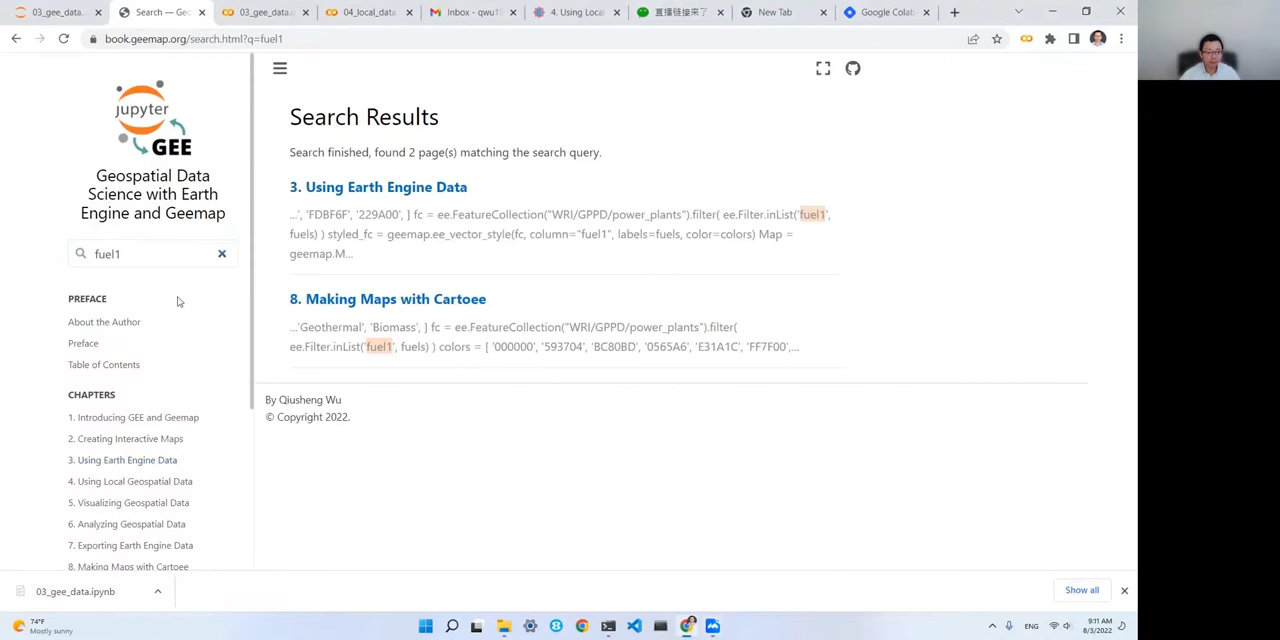 03_gee_data.
Search — Geo
03_gee_data.i
04_local_data
Inbox - qwu1
4. Using Loca
直播链接来了
New Tab
Google Colab
book.geemap.org/search.html?q=fuel1
jupyter
GEE
Geospatial Data
Science with Earth
Engine and Geemap
fuel1
PREFACE
About the Author
Preface
Table of Contents
CHAPTERS
1. Introducing GEE and Geemap
2. Creating Interactive Maps
3. Using Earth Engine Data
4. Using Local Geospatial Data
5. Visualizing Geospatial Data
6. Analyzing Geospatial Data
7. Exporting Earth Engine Data
8. Making Maps with Cartoee
Search Results
Search finished, found 2 page(s) matching the search query.
3. Using Earth Engine Data
...', 'FDBF6F', '229A00', ] fc = ee.FeatureCollection("WRI/GPPD/power_plants").filter( ee.Filter.inList('fuel1',
fuels) ) styled_fc = geemap.ee_vector_style(fc, column="fuel1", labels=fuels, color=colors) Map =
geemap.M...
8. Making Maps with Cartoee
...'Geothermal', 'Biomass', ] fc = ee.FeatureCollection("WRI/GPPD/power_plants").filter(
ee.Filter.inList('fuel1', fuels) ) colors = [ '000000', '593704', 'BC80BD', '0565A6', 'E31A1C', 'FF7F00',...
By Qiusheng Wu
© Copyright 2022.
03_gee_data.ipynb
Show all
74°F
Mostly sunny
ENG
9:11 AM
8/3/2022